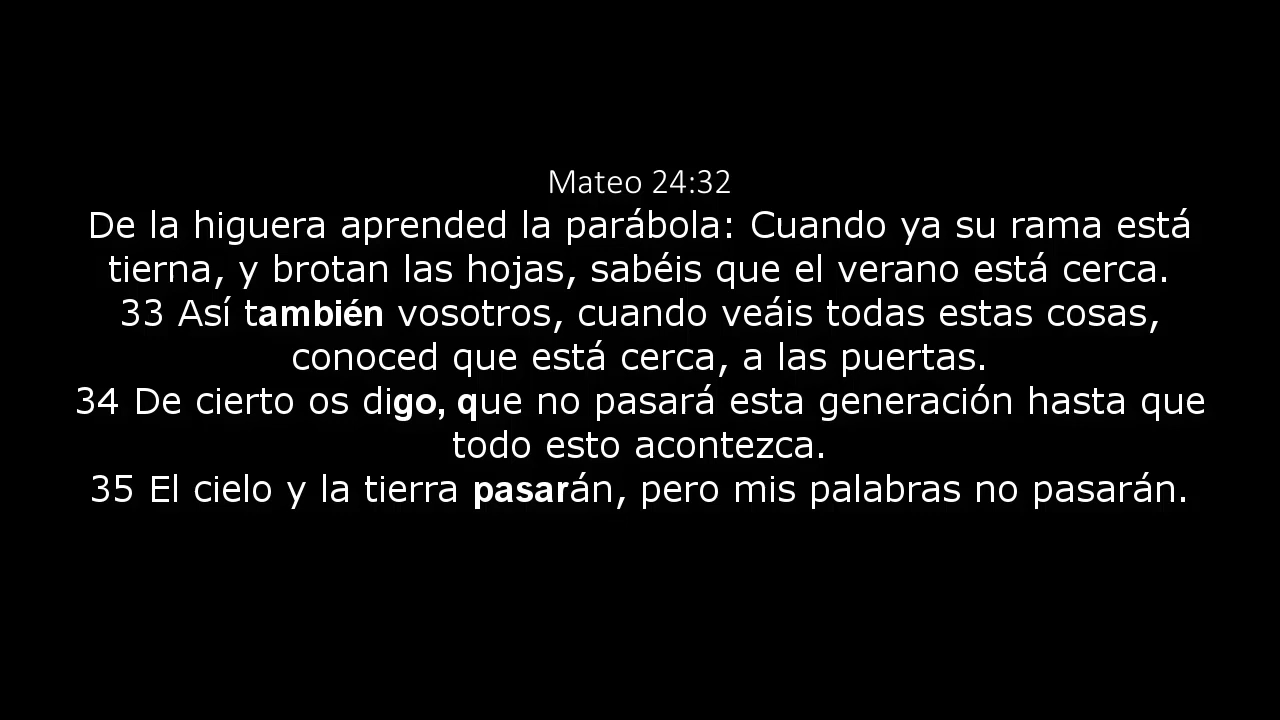 Mateo 24:32
De la higuera aprended la parábola: Cuando ya su rama está
tierna, y brotan las hojas, sabéis que el verano está cerca.
33 Así también vosotros, cuando veáis todas estas cosas,
conoced que está cerca, a las puertas.
34 De cierto os digo, que no pasará esta generación hasta que
todo esto acontezca.
35 El cielo y la tierra pasarán, pero mis palabras no pasarán.